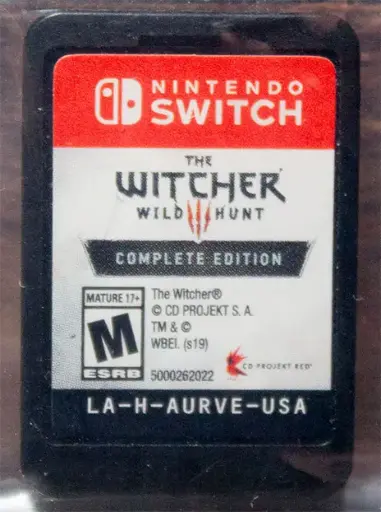 NINTENDO
SWITCH
THE
WITCHER
WILD HUNT
COMPLETE EDITION
MATURE 17+
M
ESRB
The Witcher®
© CD PROJEKT S. A.
TM & ©
WBEI. (s19)
5000262022
CD PROJEKT RED®
LA-H-AURVE-USA